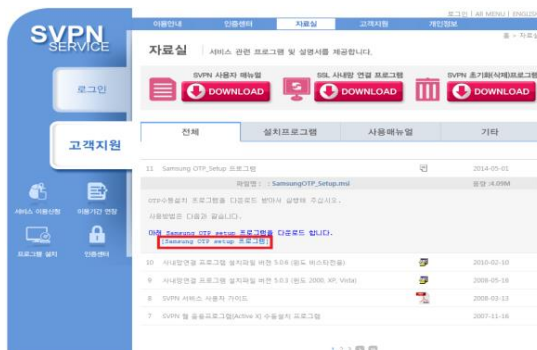 로그인 | All MENU | ENGLISH
이용안내 인증센터 자료실 고객지원 개인정보
SVPN
SERVICE
홈 > 자료실
자료실 서비스 관련 프로그램 및 설명서를 제공합니다.
로그인
고객지원
서비스 이용신청 이용기간 연장
프로그램 설치 인증센터
SVPN 사용자 매뉴얼
DOWNLOAD
SSL 사내망 연결 프로그램
DOWNLOAD
SVPN 초기화(삭제)프로그램
DOWNLOAD
전체 설치프로그램 사용매뉴얼 기타
11 Samsung OTP_Setup 프로그램 2014-05-01
파일명 : : SamsungOTP_Setup.msi 용량 :4.09M
OTP수동설치 프로그램을 다운로드 받아서 실행해 주십시오.
사용방법은 다음과 같습니다.
아래 Samsung OTP setup 프로그램을 다운로드 합니다.
[Samsung OTP setup 프로그램]
10 사내망연결 프로그램 설치파일 버전 5.0.6 (윈도 비스타전용) 2010-02-10
9 사내망연결 프로그램 설치파일 버전 5.0.3 (윈도 2000, XP, Vista) 2008-05-18
8 SVPN 서비스 사용자 가이드 2008-03-13
7 SVPN 웹 응용프로그램(Active X) 수동설치 프로그램 2007-11-16